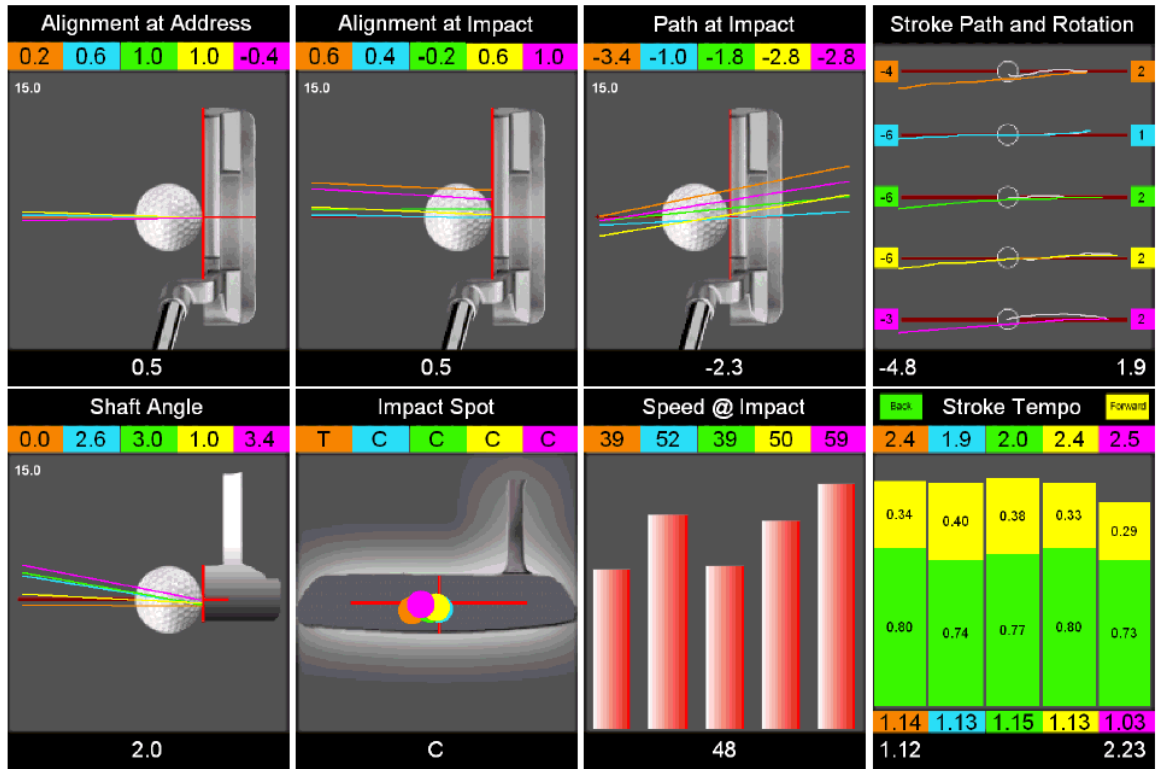 Alignment at Address
0.2 0.6 1.0 1.0 -0.4
15.0
0.5
Alignment at Impact
0.6 0.4 -0.2 0.6 1.0
15.0
0.5
Path at Impact
-3.4 -1.0 -1.8 -2.8 -2.8
15.0
-2.3
Stroke Path and Rotation
-4 2
-6 1
-6 2
-6 2
-3 2
-4.8 1.9
Shaft Angle
0.0 2.6 3.0 1.0 3.4
15.0
2.0
Impact Spot
T C C C C
C
Speed @ Impact
39 52 39 50 59
48
Back Stroke Tempo Forward
2.4 1.9 2.0 2.4 2.5
0.34 0.40 0.38 0.33 0.29
0.80 0.74 0.77 0.80 0.73
1.14 1.13 1.15 1.13 1.03
1.12 2.23